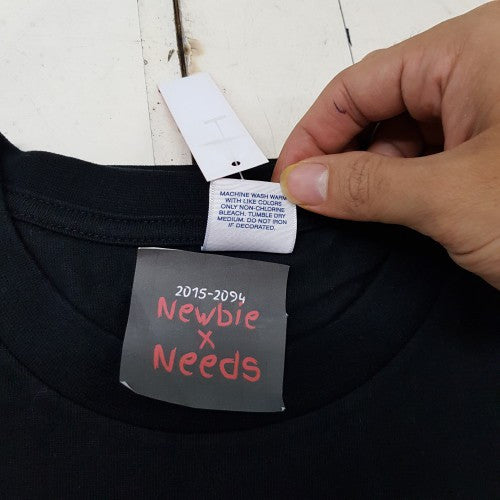 MACHINE WASH WARM
WITH LIKE COLORS
ONLY NON-CHLORINE
BLEACH. TUMBLE DRY
MEDIUM. DO NOT IRON
IF DECORATED.
2015-2094
Newbie
x
Needs